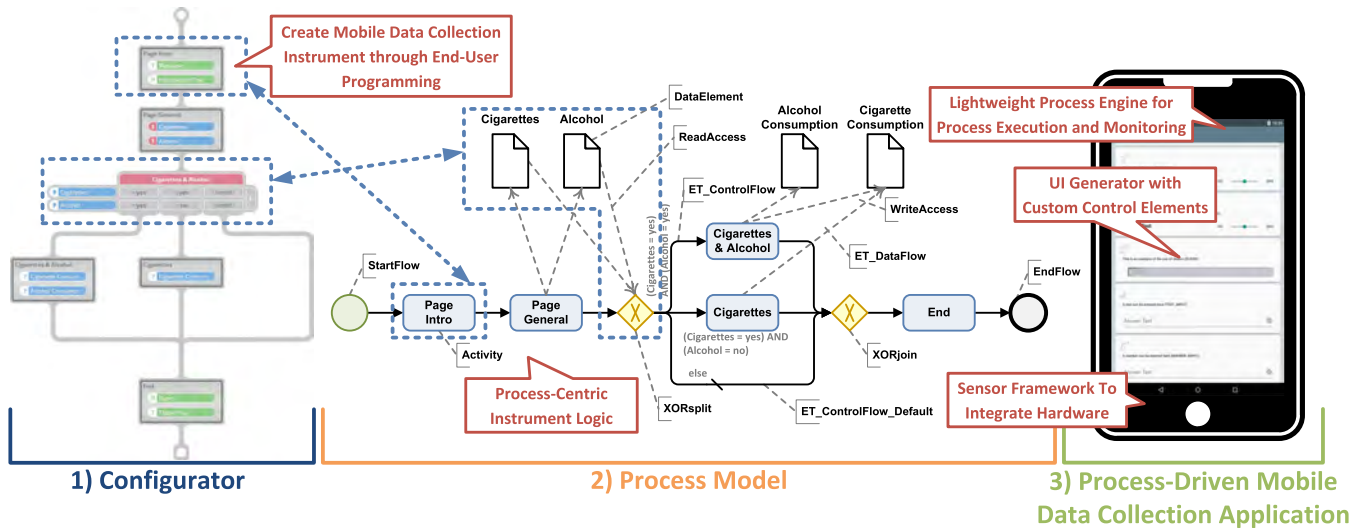 Create Mobile Data Collection
Instrument through End-User
Programming
Cigarettes & Alcohol
Cigarettes
Alcohol
DataElement
ReadAccess
ET_ControlFlow
Alcohol
Consumption
Cigarette
Consumption
WriteAccess
ET_DataFlow
(Cigarettes = yes)
AND (Alcohol = yes)
Cigarettes
& Alcohol
StartFlow
Page
Intro
Activity
Page
General
Cigarettes
(Cigarettes = yes) AND
(Alcohol = no)
else
XORsplit
ET_ControlFlow_Default
XORjoin
End
EndFlow
Process-Centric
Instrument Logic
Lightweight Process Engine for
Process Execution and Monitoring
UI Generator with
Custom Control Elements
Sensor Framework To
Integrate Hardware
1) Configurator
2) Process Model
3) Process-Driven Mobile
Data Collection Application